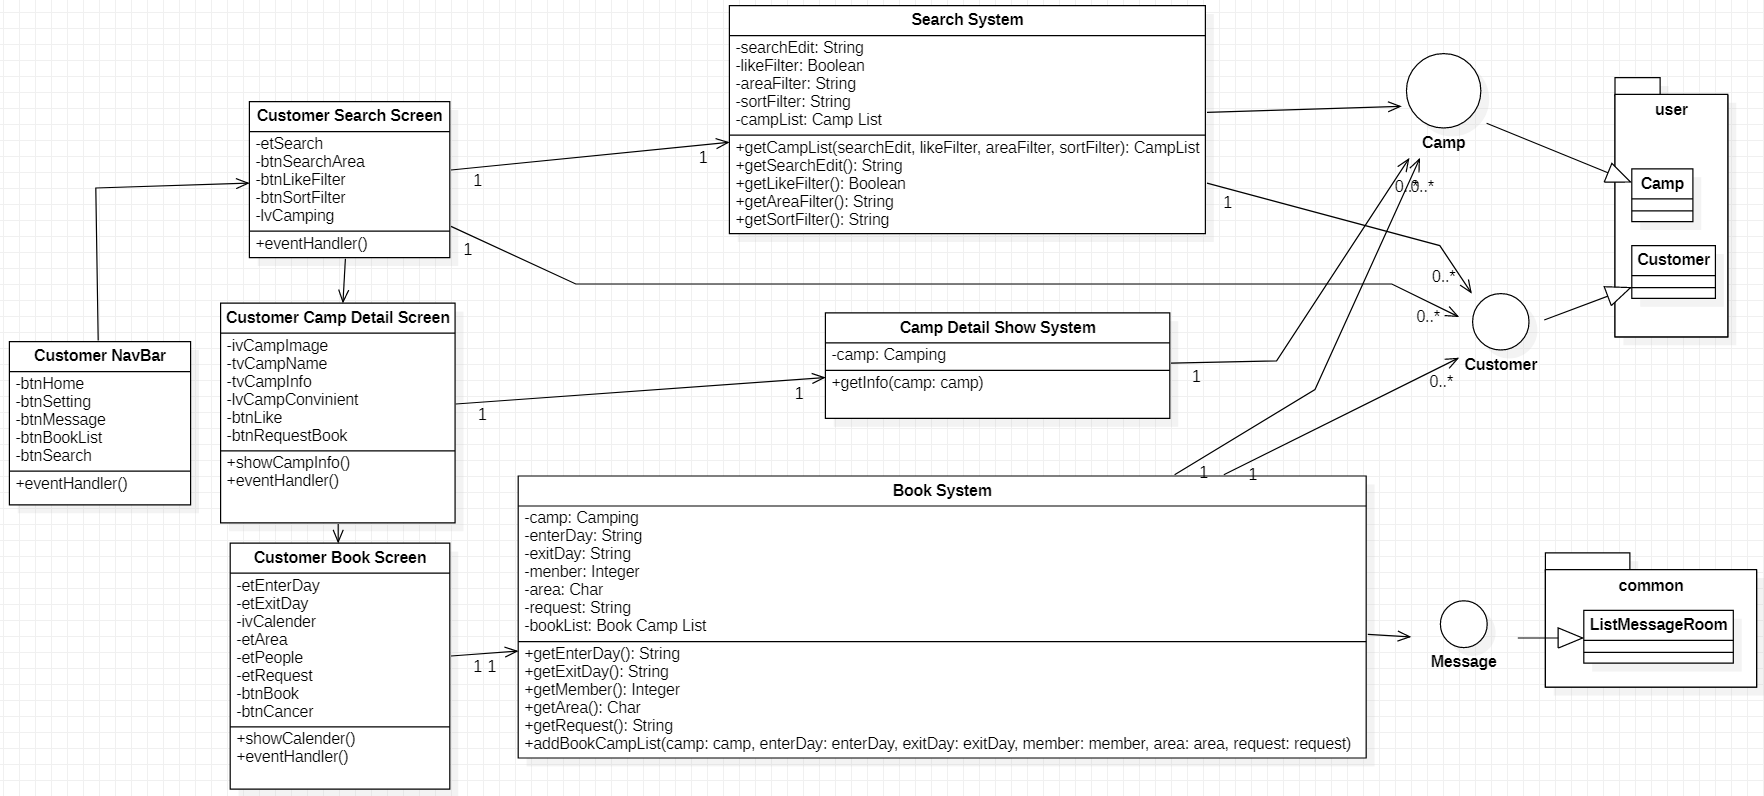 Search System
-searchEdit: String
-likeFilter: Boolean
-areaFilter: String
-sortFilter: String
-campList: Camp List
+getCampList(searchEdit, likeFilter, areaFilter, sortFilter): CampList
+getSearchEdit(): String
+getLikeFilter(): Boolean
+getAreaFilter(): String
+getSortFilter(): String
Customer Search Screen
-etSearch
-btnSearchArea
-btnLikeFilter
-btnSortFilter
-lvCamping
+eventHandler()
1
1
1
1
Camp
0..*
0..*
user
Camp
Customer
0..*
0..*
Customer
0..*
Customer Camp Detail Screen
-ivCampImage
-tvCampName
-tvCampInfo
-lvCampConvinient
-btnLike
-btnRequestBook
+showCampInfo()
+eventHandler()
1
1
Camp Detail Show System
-camp: Camping
+getInfo(camp: camp)
1
Customer NavBar
-btnHome
-btnSetting
-btnMessage
-btnBookList
-btnSearch
+eventHandler()
1
1
Book System
-camp: Camping
-enterDay: String
-exitDay: String
-menber: Integer
-area: Char
-request: String
-bookList: Book Camp List
+getEnterDay(): String
+getExitDay(): String
+getMember(): Integer
+getArea(): Char
+getRequest(): String
+addBookCampList(camp: camp, enterDay: enterDay, exitDay: exitDay, member: member, area: area, request: request)
Customer Book Screen
-etEnterDay
-etExitDay
-ivCalender
-etArea
-etPeople
-etRequest
-btnBook
-btnCancer
+showCalender()
+eventHandler()
1 1
Message
common
ListMessageRoom